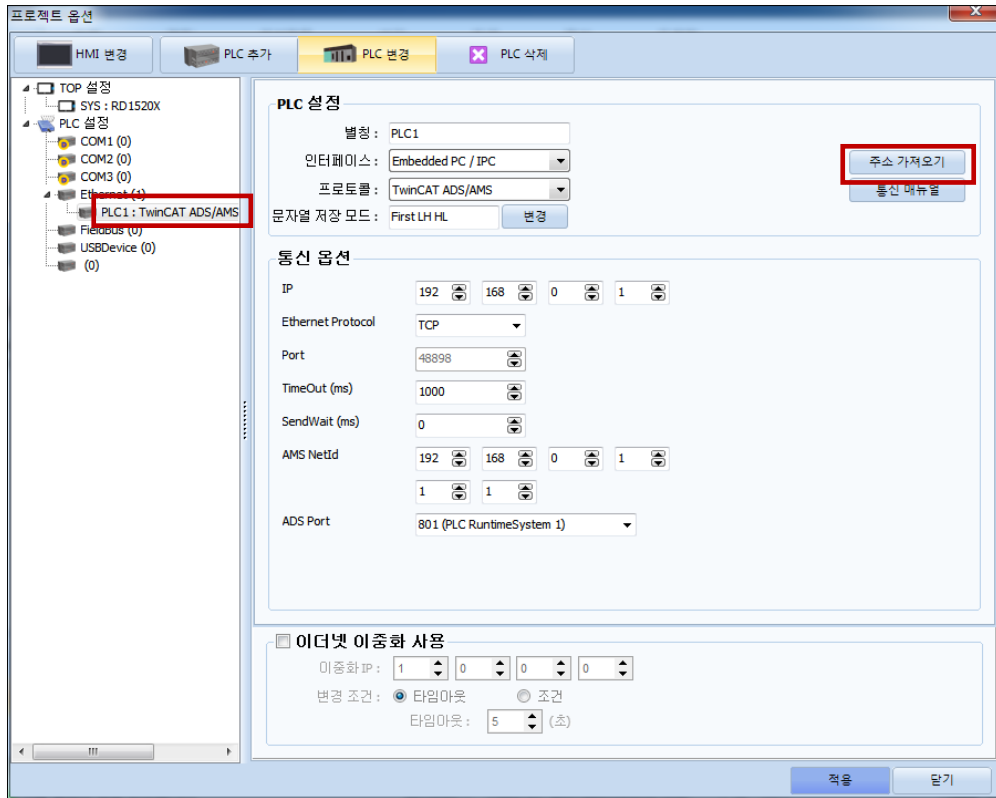 프로젝트 옵션
X
HMI 변경
PLC 추가
PLC 변경
PLC 삭제
TOP 설정
SYS : RD1520X
PLC 설정
COM1 (0)
COM2 (0)
COM3 (0)
Ethernet (1)
PLC1 : TwinCAT ADS/AMS
FieldBus (0)
USBDevice (0)
(0)
PLC 설정
별칭 : PLC1
인터페이스 : Embedded PC / IPC
주소 가져오기
프로토콜 : TwinCAT ADS/AMS
통신 매뉴얼
문자열 저장 모드 : First LH HL 변경
통신 옵션
IP 192 168 0 1
Ethernet Protocol TCP
Port 48898
TimeOut (ms) 1000
SendWait (ms) 0
AMS NetId 192 168 0 1
1 1
ADS Port 801 (PLC RuntimeSystem 1)
이더넷 이중화 사용
이중화 IP : 1 0 0 0
변경 조건 : 타임아웃 조건
타임아웃 : 5 (초)
적용 닫기